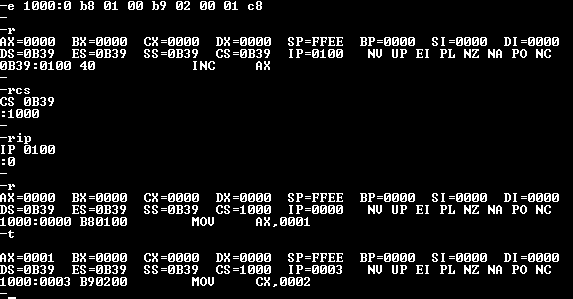 -e 1000:0 b8 01 00 b9 02 00 01 c8
-
-r
AX=0000 BX=0000 CX=0000 DX=0000 SP=FFEE BP=0000 SI=0000 DI=0000
DS=0B39 ES=0B39 SS=0B39 CS=0B39 IP=0100 NV UP EI PL NZ NA PO NC
0B39:0100 40 INC AX
-
-rcs
CS 0B39
:1000
-
-rip
IP 0100
:0
-
-r
AX=0000 BX=0000 CX=0000 DX=0000 SP=FFEE BP=0000 SI=0000 DI=0000
DS=0B39 ES=0B39 SS=0B39 CS=1000 IP=0000 NV UP EI PL NZ NA PO NC
1000:0000 B80100 MOV AX,0001
-t
AX=0001 BX=0000 CX=0000 DX=0000 SP=FFEE BP=0000 SI=0000 DI=0000
DS=0B39 ES=0B39 SS=0B39 CS=1000 IP=0003 NV UP EI PL NZ NA PO NC
1000:0003 B90200 MOV CX,0002
-